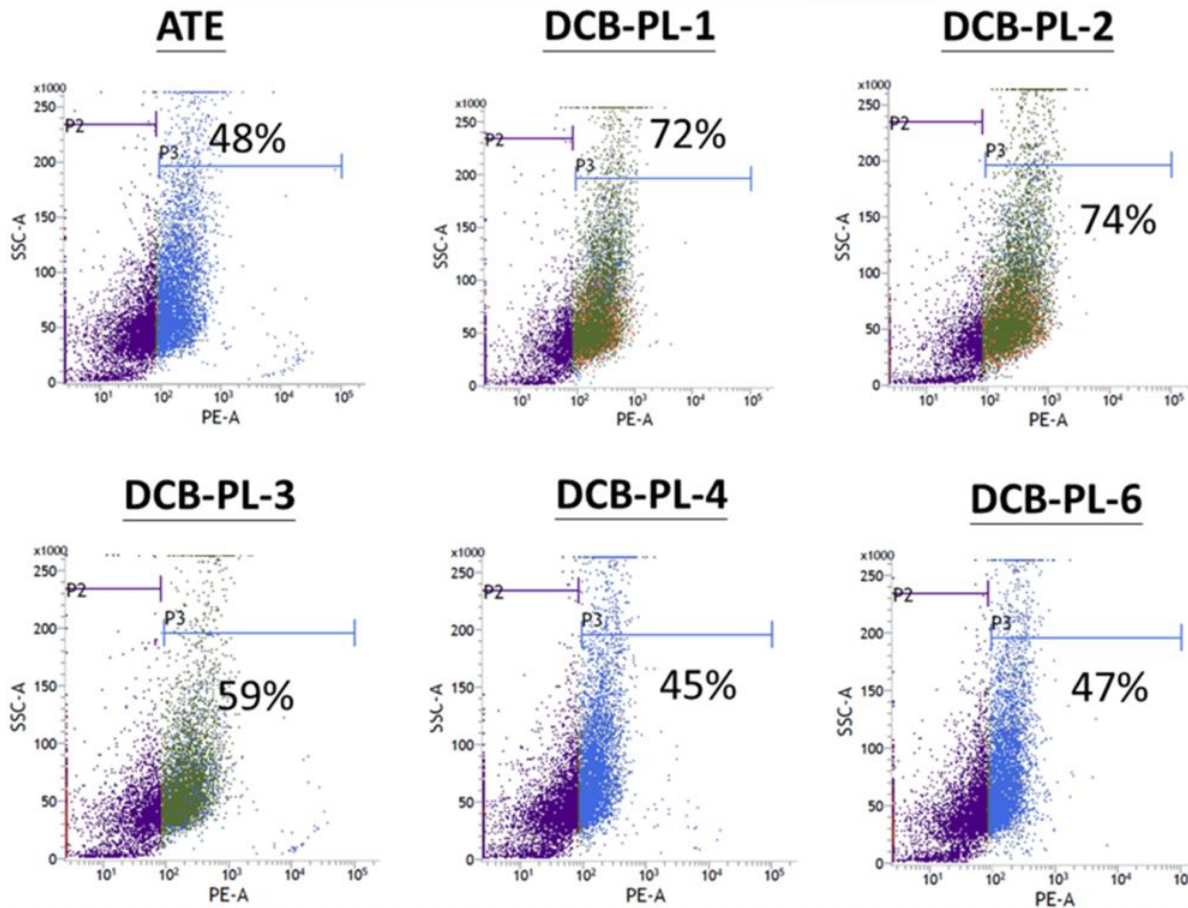 ATE
x1000
250
200
150
100
50
0
SSC-A
P2
P3
48%
10¹ 10² 10³ 10⁴ 10⁵
PE-A
DCB-PL-1
x1000
250
200
150
100
50
0
SSC-A
P2
P3
72%
10¹ 10² 10³ 10⁴ 10⁵
PE-A
DCB-PL-2
x1000
250
200
150
100
50
0
SSC-A
P2
P3
74%
10¹ 10² 10³ 10⁴ 10⁵
PE-A
DCB-PL-3
x1000
250
200
150
100
50
0
SSC-A
P2
P3
59%
10¹ 10² 10³ 10⁴ 10⁵
PE-A
DCB-PL-4
x1000
250
200
150
100
50
0
SSC-A
P2
P3
45%
10¹ 10² 10³ 10⁴ 10⁵
PE-A
DCB-PL-6
x1000
250
200
150
100
50
0
SSC-A
P2
P3
47%
10¹ 10² 10³ 10⁴
PE-A